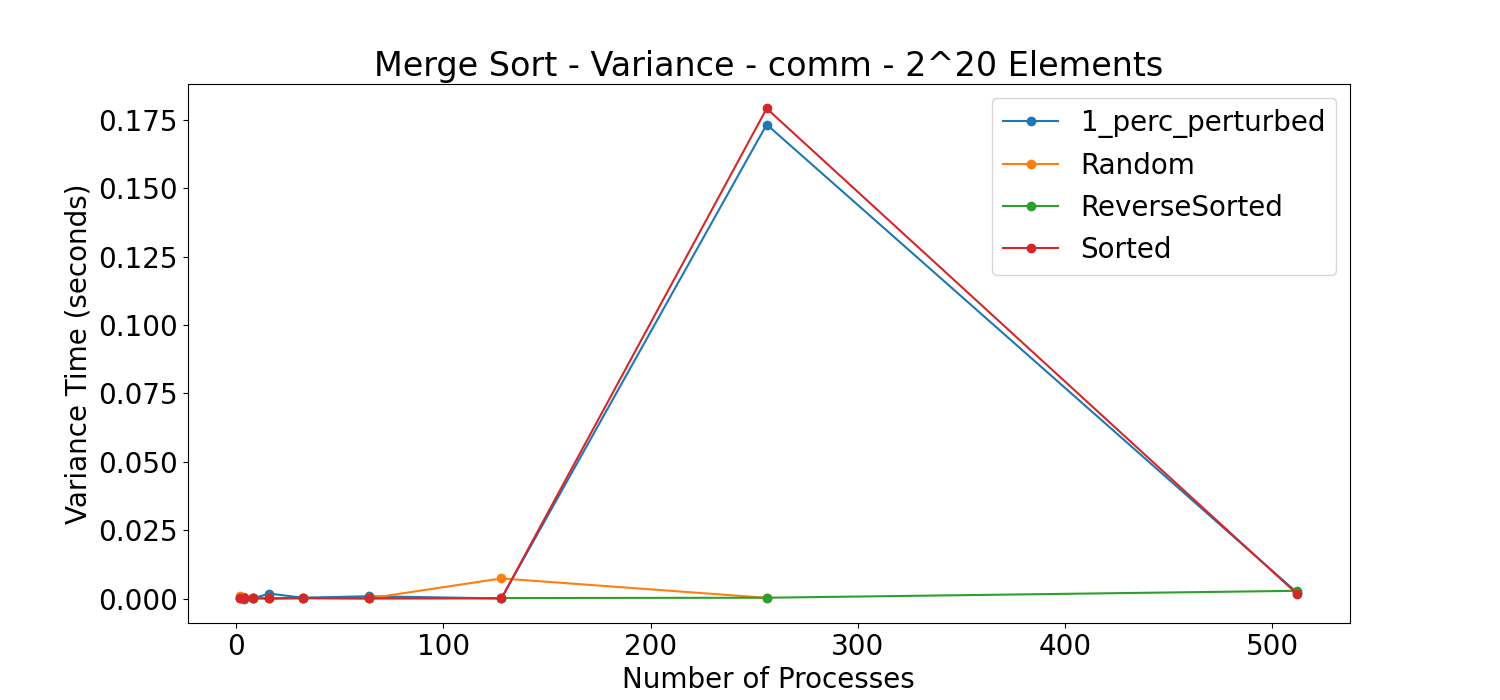 Merge Sort - Variance - comm - 2^20 Elements
Variance Time (seconds)
0.175
0.150
0.125
0.100
0.075
0.050
0.025
0.000
1_perc_perturbed
Random
ReverseSorted
Sorted
0 100 200 300 400 500
Number of Processes